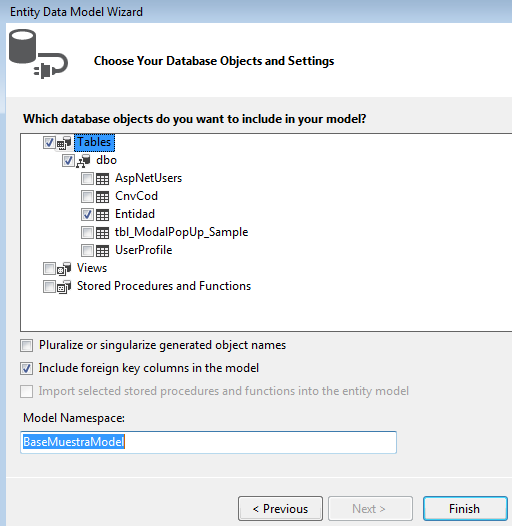 Entity Data Model Wizard
Choose Your Database Objects and Settings
Which database objects do you want to include in your model?
Tables
dbo
AspNetUsers
CnvCod
Entidad
tbl_ModalPopUp_Sample
UserProfile
Views
Stored Procedures and Functions
Pluralize or singularize generated object names
Include foreign key columns in the model
Import selected stored procedures and functions into the entity model
Model Namespace:
BaseMuestraModel
< Previous
Next >
Finish